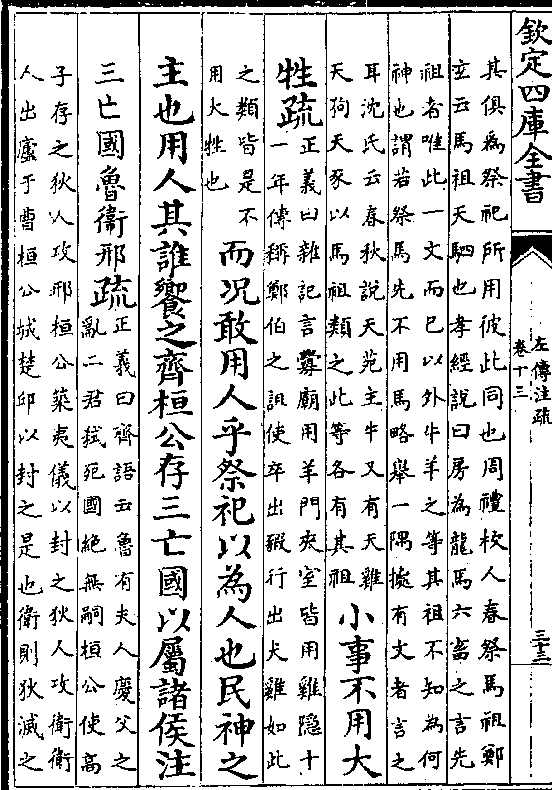 欽定四庫全書
左傳注疏
卷十三
三十三
其俱為祭祀所用彼此同也周禮校人春祭馬祖鄭
𤣥云馬祖天駟也孝經說曰房為龍馬六畜之言先
祖者唯此一文而已以外牛羊之等其祖不知為何
神也謂若祭馬先不用馬略舉一隅據有文者言之
耳沈氏云春秋說天苑主牛又有天雞
天狗天豕以馬祖類之此等各有其祖
小事不用大
牲疏
正義曰雜記言釁廟用羊門夾室皆用雞隱十
一年傳稱鄭伯之詛使卒出豭行出犬雞如此
之類皆是不
用大牲也
而况敢用人乎祭祀以為人也民神之
主也用人其誰饗之齊桓公存三亡國以屬諸侯注
三亡國魯衛邢
疏
正義曰齊語云魯有夫人慶父之
亂二君弒死國絶無嗣桓公使高
子存之狄人攻邢桓公築夷儀以封之狄人攻衛衛
人出廬于曹桓公城楚邱以封之是也衛則狄滅之